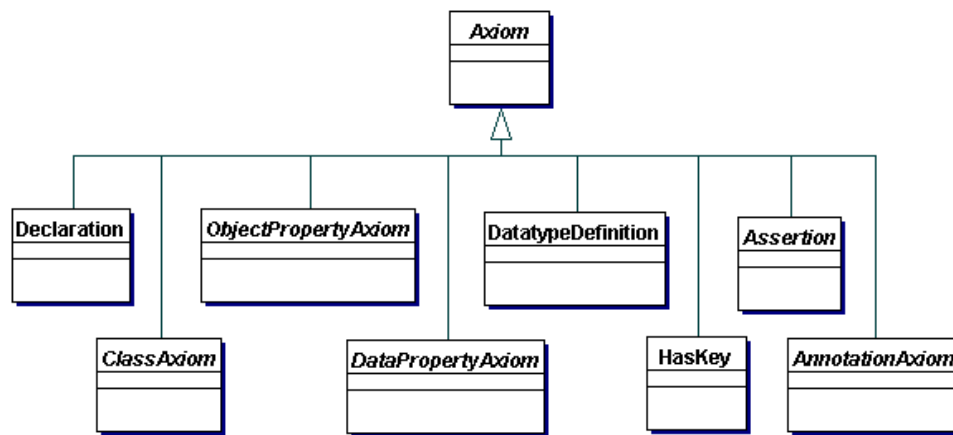 Axiom
Declaration
ObjectPropertyAxiom
DatatypeDefinition
Assertion
ClassAxiom
DataPropertyAxiom
HasKey
AnnotationAxiom